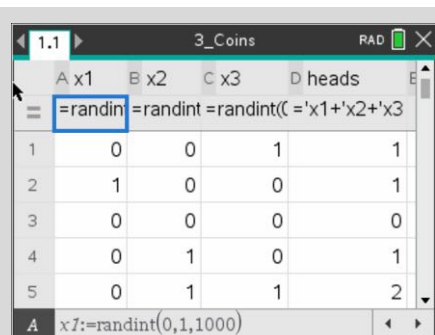 1.1 3_Coins RAD
A x1 B x2 C x3 D heads E
= =randin =randint =randint(( ='x1+'x2+'x3
1 0 0 1 1
2 1 0 0 1
3 0 0 0 0
4 0 1 0 1
5 0 1 1 2
A x1:=randint(0,1,1000)